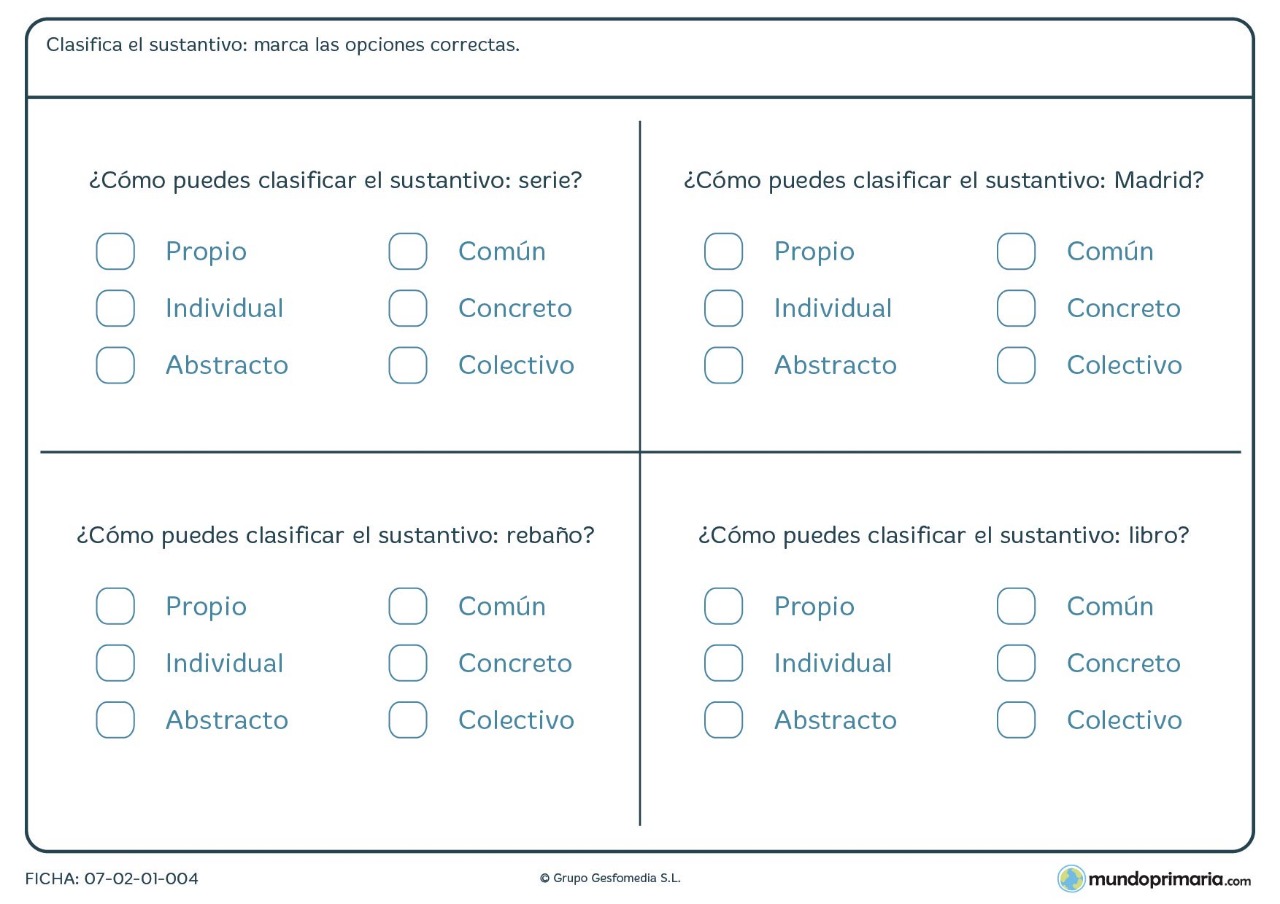 Clasifica el sustantivo: marca las opciones correctas.
¿Cómo puedes clasificar el sustantivo: serie?
Propio Común
Individual Concreto
Abstracto Colectivo
¿Cómo puedes clasificar el sustantivo: Madrid?
Propio Común
Individual Concreto
Abstracto Colectivo
¿Cómo puedes clasificar el sustantivo: rebaño?
Propio Común
Individual Concreto
Abstracto Colectivo
¿Cómo puedes clasificar el sustantivo: libro?
Propio Común
Individual Concreto
Abstracto Colectivo
FICHA: 07-02-01-004
© Grupo Gesfomedia S.L.
mundoprimaria.com